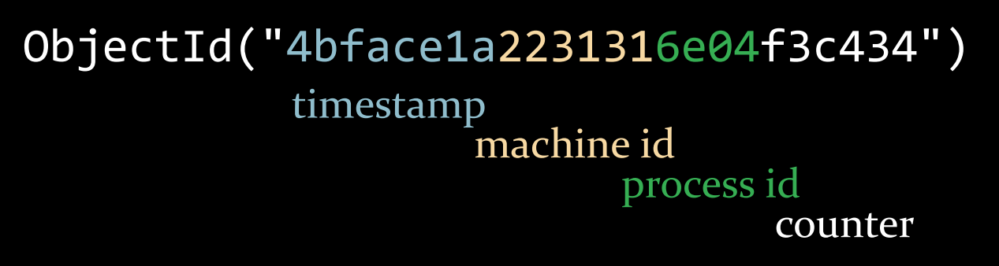 ObjectId("4bface1a2231316e04f3c434")
timestamp
machine id
process id
counter